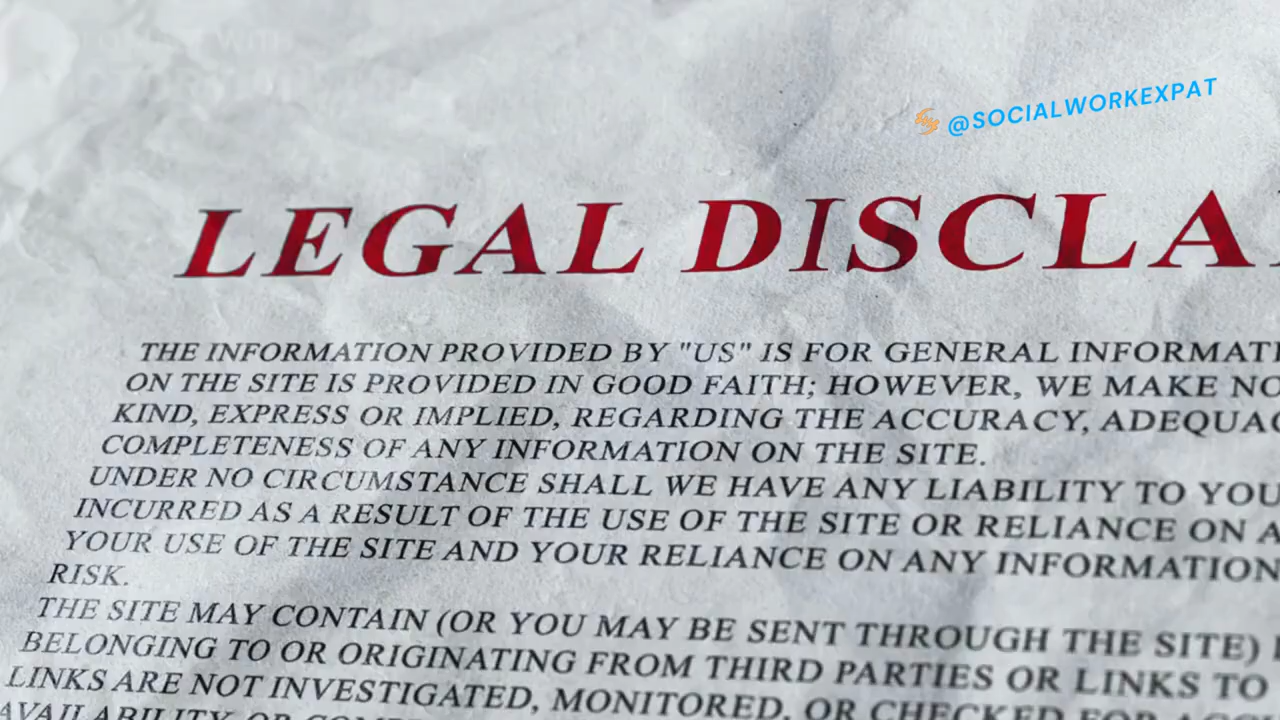 @SOCIALWORKEXPAT
LEGAL DISCLA
THE INFORMATION PROVIDED BY "US" IS FOR GENERAL INFORMATI
ON THE SITE IS PROVIDED IN GOOD FAITH; HOWEVER, WE MAKE NO
KIND, EXPRESS OR IMPLIED, REGARDING THE ACCURACY, ADEQUAC
COMPLETENESS OF ANY INFORMATION ON THE SITE.
UNDER NO CIRCUMSTANCE SHALL WE HAVE ANY LIABILITY TO YOU
INCURRED AS A RESULT OF THE USE OF THE SITE OR RELIANCE ON A
YOUR USE OF THE SITE AND YOUR RELIANCE ON ANY INFORMATION
RISK.
THE SITE MAY CONTAIN (OR YOU MAY BE SENT THROUGH THE SITE)
BELONGING TO OR ORIGINATING FROM THIRD PARTIES OR LINKS TO
LINKS ARE NOT INVESTIGATED, MONITORED, OR CHECKED FOR
AVAILABILITY OR